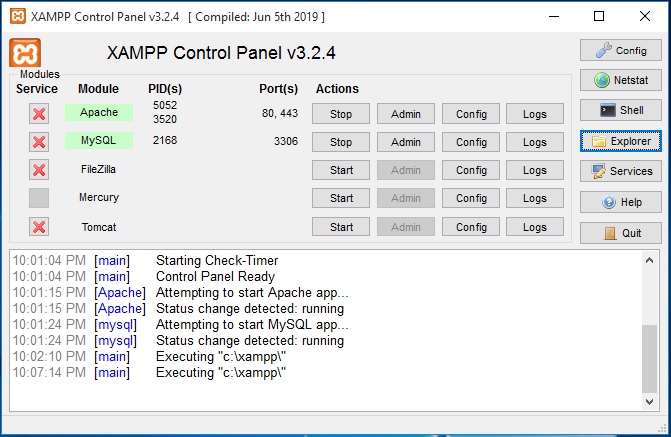 XAMPP Control Panel v3.2.4 [ Compiled: Jun 5th 2019 ]
XAMPP Control Panel v3.2.4
Config
Modules
Service Module PID(s) Port(s) Actions
Netstat
Apache 5052 3520 80, 443 Stop Admin Config Logs
Shell
MySQL 2168 3306 Stop Admin Config Logs
Explorer
FileZilla Start Admin Config Logs
Services
Mercury Start Admin Config Logs
Help
Tomcat Start Admin Config Logs
Quit
10:01:04 PM [main] Starting Check-Timer
10:01:04 PM [main] Control Panel Ready
10:01:15 PM [Apache] Attempting to start Apache app...
10:01:15 PM [Apache] Status change detected: running
10:01:24 PM [mysql] Attempting to start MySQL app...
10:01:24 PM [mysql] Status change detected: running
10:02:10 PM [main] Executing "c:\xampp\"
10:07:14 PM [main] Executing "c:\xampp\"